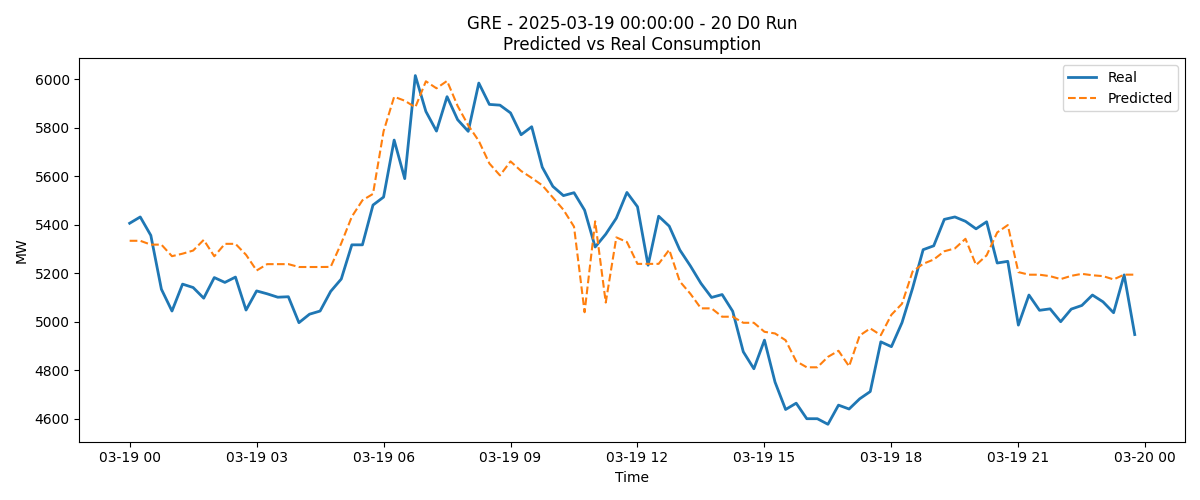 GRE - 2025-03-19 00:00:00 - 20 D0 Run
Predicted vs Real Consumption
Real
Predicted
MW
6000
5800
5600
5400
5200
5000
4800
4600
03-19 00
03-19 03
03-19 06
03-19 09
03-19 12
03-19 15
03-19 18
03-19 21
03-20 00
Time